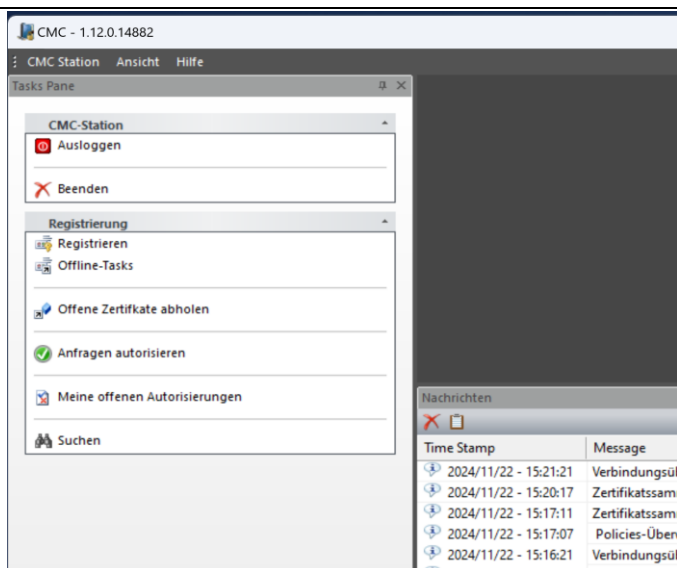 CMC - 1.12.0.14882
CMC Station Ansicht Hilfe
Tasks Pane
CMC-Station
Ausloggen
Beenden
Registrierung
Registrieren
Offline-Tasks
Offene Zertifkate abholen
Anfragen autorisieren
Meine offenen Autorisierungen
Suchen
Nachrichten
Time Stamp Message
2024/11/22 - 15:21:21
2024/11/22 - 15:20:17
2024/11/22 - 15:17:11
2024/11/22 - 15:17:07
2024/11/22 - 15:16:21